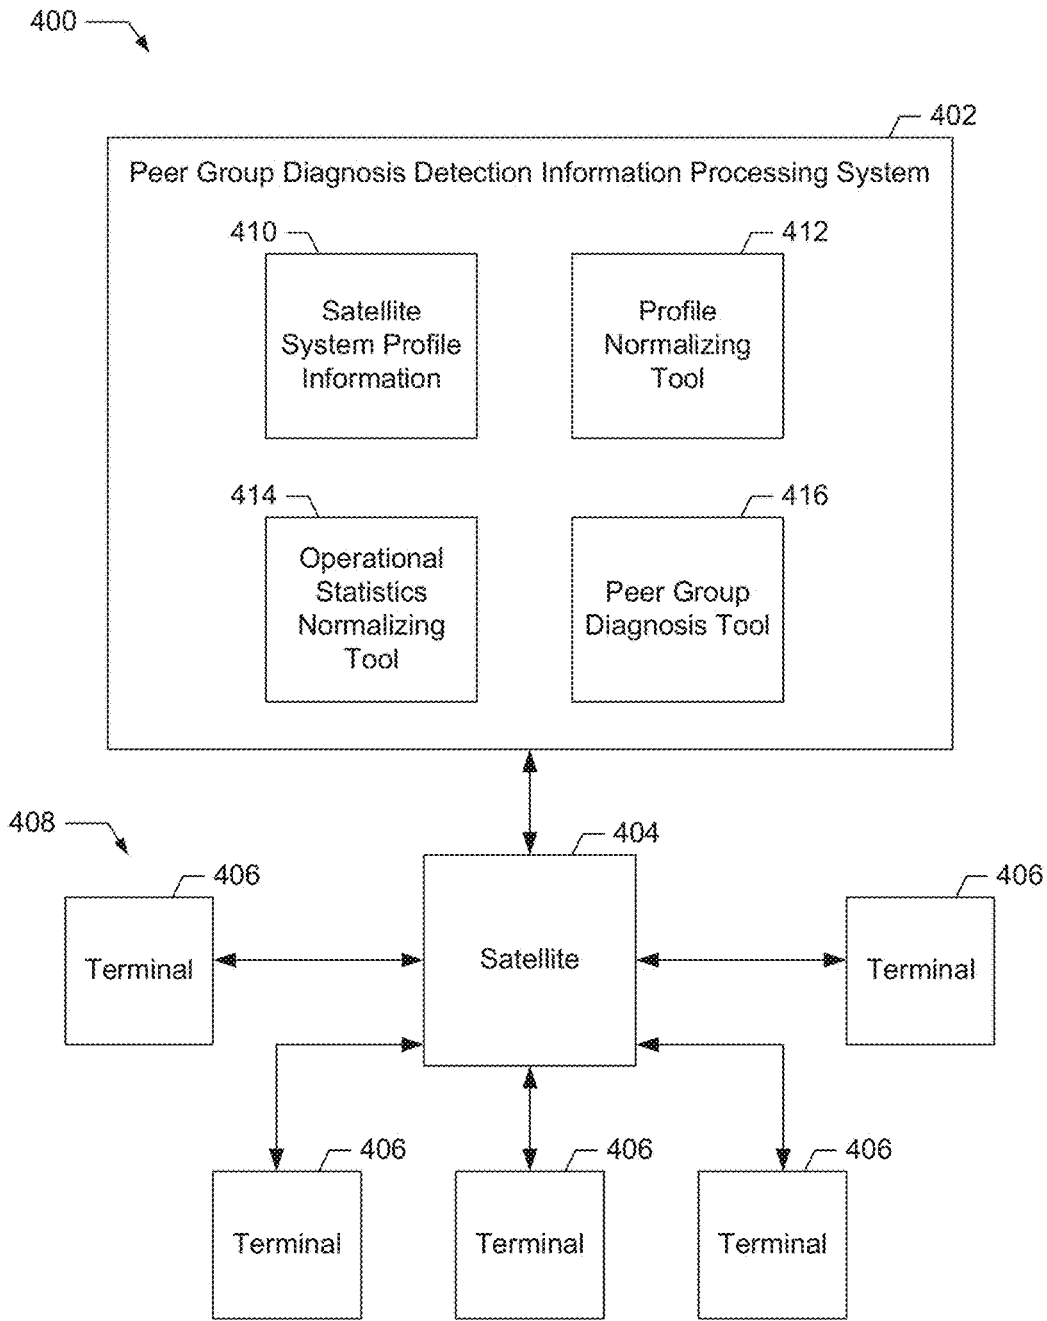 400
402
Peer Group Diagnosis Detection Information Processing System
410
412
Satellite
System Profile
Information
Profile
Normalizing
Tool
414
416
Operational
Statistics
Normalizing
Tool
Peer Group
Diagnosis Tool
408
404
406
406
Terminal
Satellite
Terminal
406
406
406
Terminal
Terminal
Terminal